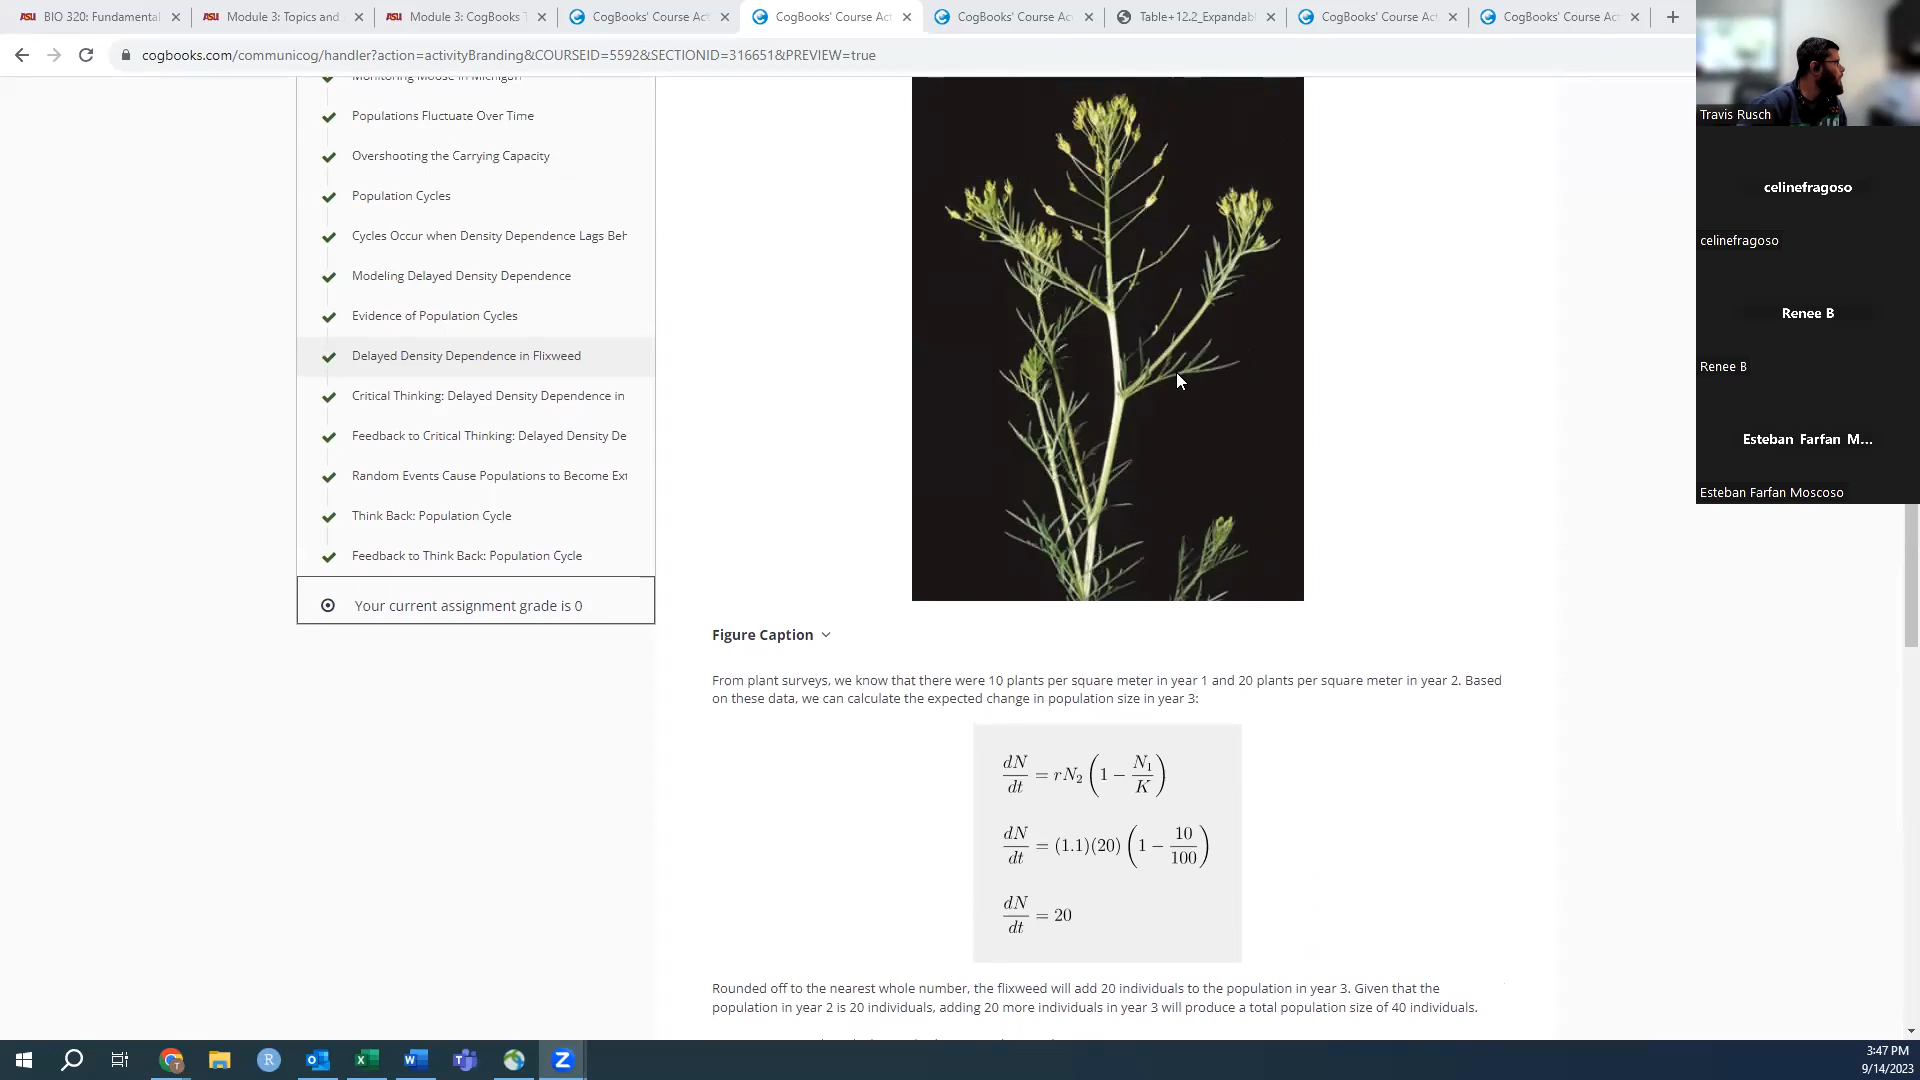 BIO 320: Fundamental
Module 3: Topics and
Module 3: CogBooks T
CogBooks' Course Act
CogBooks' Course Act
CogBooks' Course Act
Table+12.2_Expandab
CogBooks' Course Act
CogBooks' Course Act
cogbooks.com/communicog/handler?action=activityBranding&COURSEID=5592&SECTIONID=316651&PREVIEW=true
Monitoring Moose in Michigan
Populations Fluctuate Over Time
Overshooting the Carrying Capacity
Population Cycles
Cycles Occur when Density Dependence Lags Beh
Modeling Delayed Density Dependence
Evidence of Population Cycles
Delayed Density Dependence in Flixweed
Critical Thinking: Delayed Density Dependence in
Feedback to Critical Thinking: Delayed Density De
Random Events Cause Populations to Become Ext
Think Back: Population Cycle
Feedback to Think Back: Population Cycle
Your current assignment grade is 0
Figure Caption
From plant surveys, we know that there were 10 plants per square meter in year 1 and 20 plants per square meter in year 2. Based
on these data, we can calculate the expected change in population size in year 3:
dN/dt = rN₂ (1 − N₁/K)
dN/dt = (1.1)(20) (1 − 10/100)
dN/dt = 20
Rounded off to the nearest whole number, the flixweed will add 20 individuals to the population in year 3. Given that the
population in year 2 is 20 individuals, adding 20 more individuals in year 3 will produce a total population size of 40 individuals.
Travis Rusch
celinefragoso
celinefragoso
Renee B
Renee B
Esteban Farfan M...
Esteban Farfan Moscoso
3:47 PM
9/14/2023